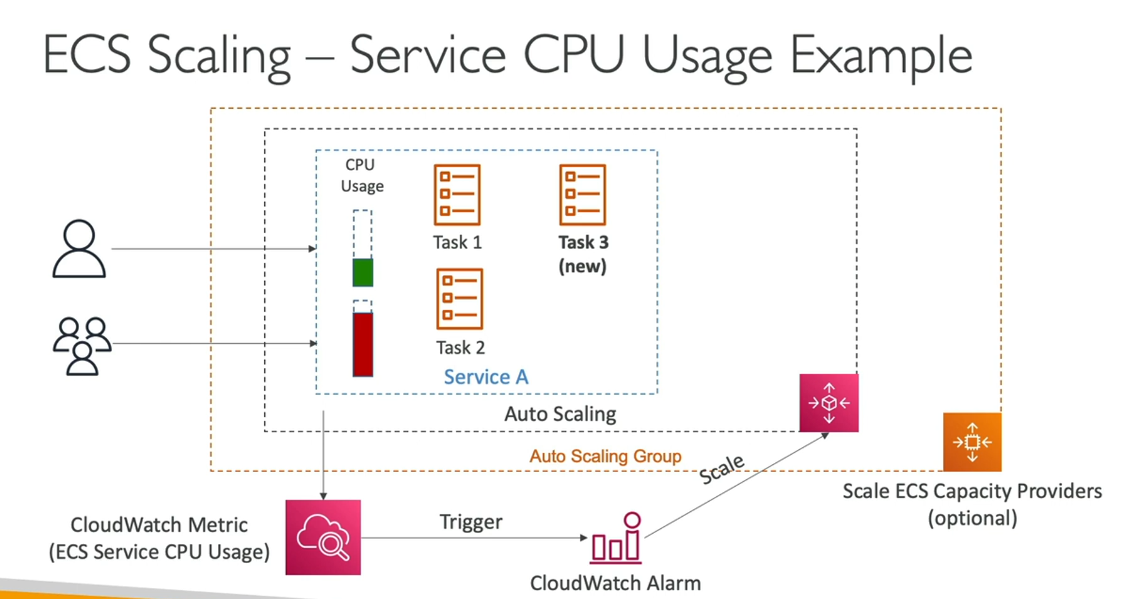 ECS Scaling – Service CPU Usage Example
CPU
Usage
Task 1
Task 3
(new)
Task 2
Service A
Auto Scaling
Auto Scaling Group
Scale
Scale ECS Capacity Providers
(optional)
CloudWatch Metric
(ECS Service CPU Usage)
Trigger
CloudWatch Alarm